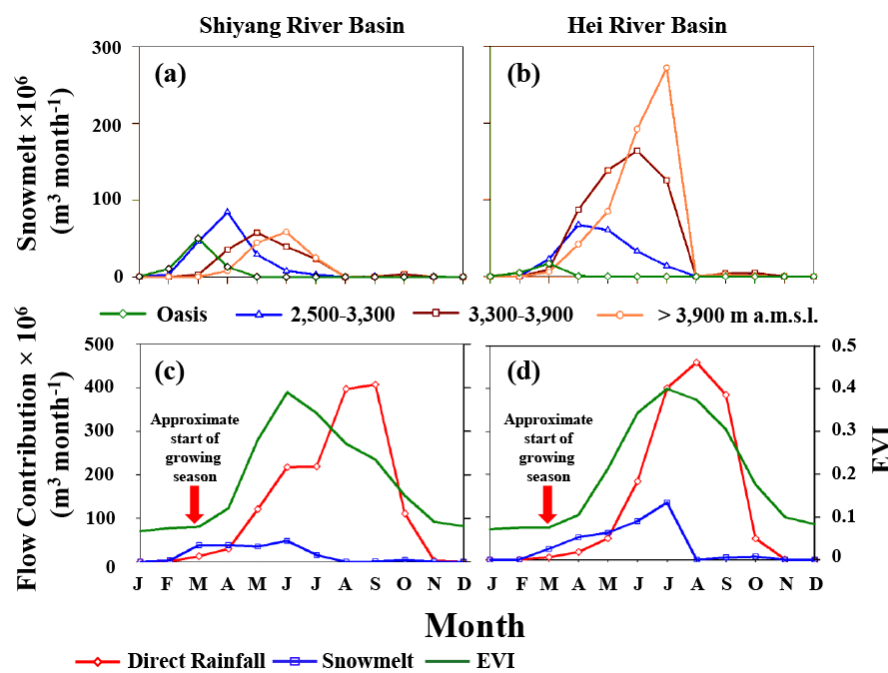 Shiyang River Basin
Hei River Basin
Snowmelt ×10⁶
(m³ month⁻¹)
300
200
100
0
(a)
(b)
Oasis
2,500-3,300
3,300-3,900
> 3,900 m a.m.s.l.
Flow Contribution × 10⁶
(m³ month⁻¹)
500
400
300
200
100
0
(c)
Approximate
start of
growing
season
(d)
Approximate
start of
growing
season
0.5
0.4
0.3
0.2
0.1
0
EVI
J F M A M J J A S O N D
J F M A M J J A S O N D
Month
Direct Rainfall
Snowmelt
EVI